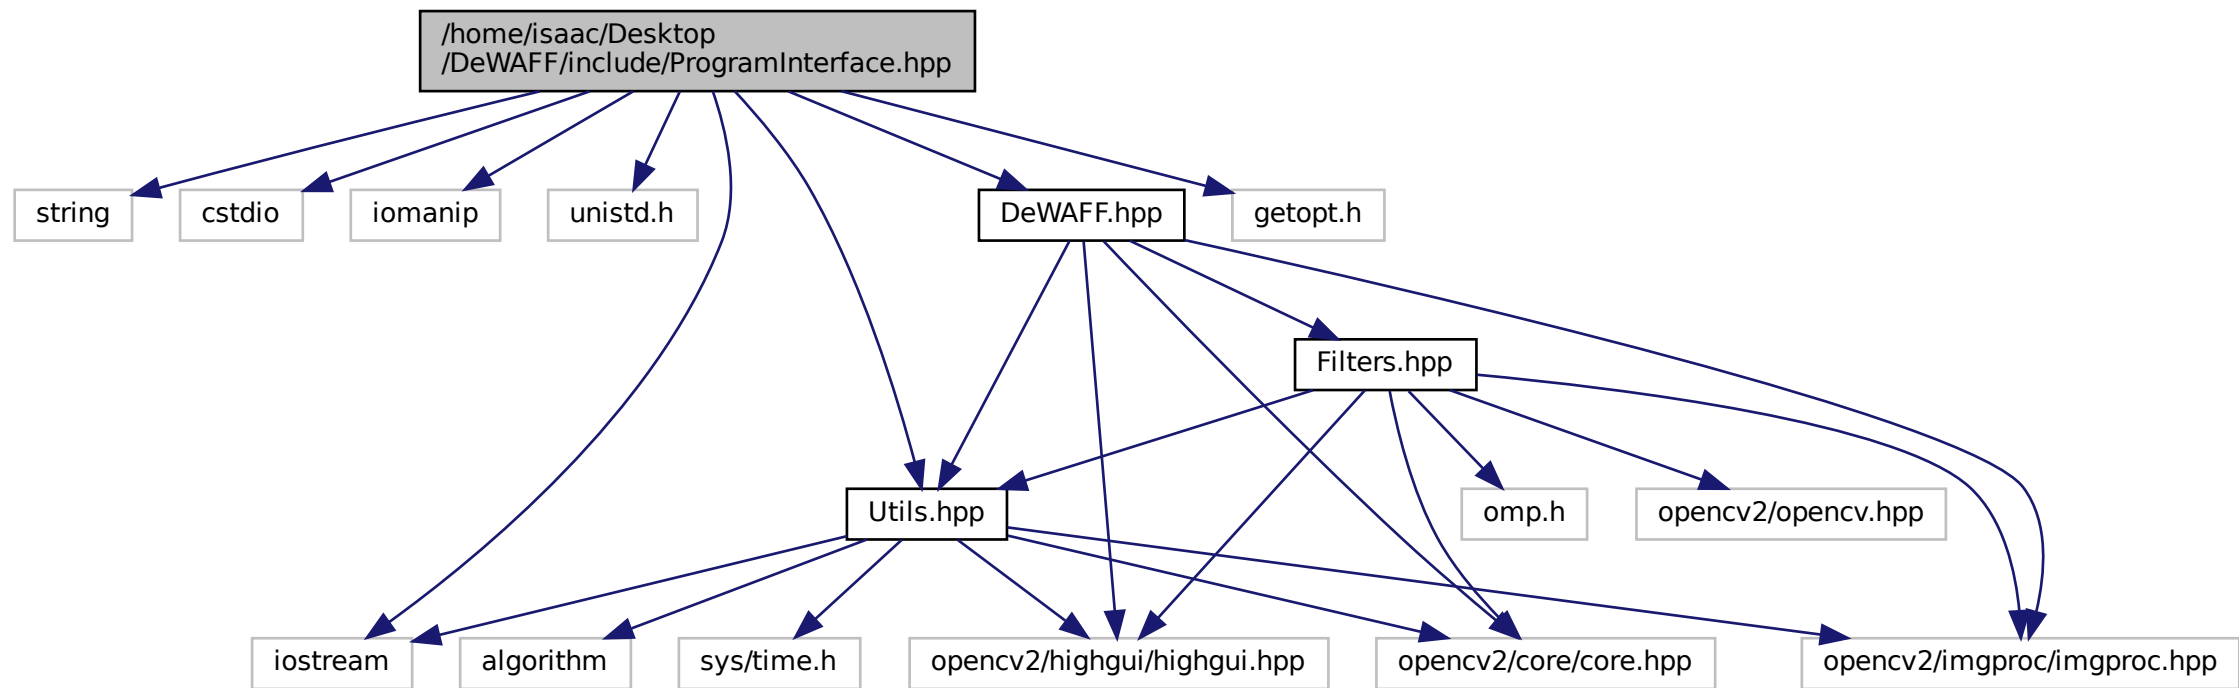 /home/isaac/Desktop
/DeWAFF/include/ProgramInterface.hpp
string
cstdio
iomanip
unistd.h
DeWAFF.hpp
getopt.h
Filters.hpp
Utils.hpp
omp.h
opencv2/opencv.hpp
iostream
algorithm
sys/time.h
opencv2/highgui/highgui.hpp
opencv2/core/core.hpp
opencv2/imgproc/imgproc.hpp